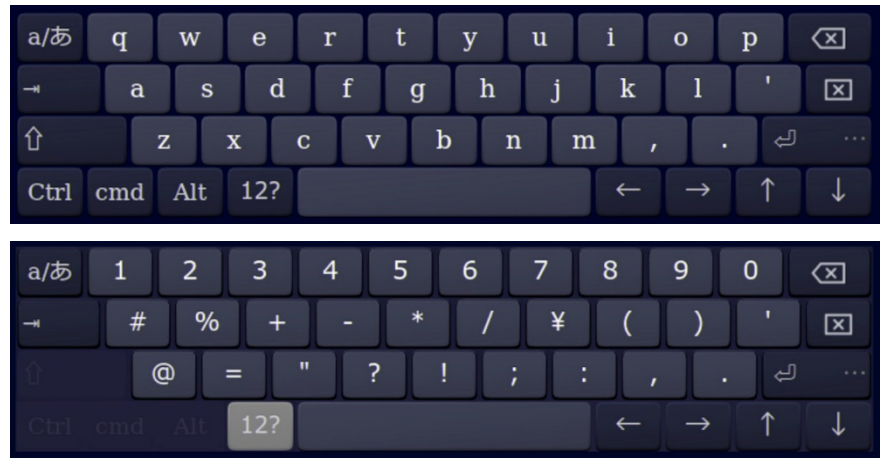 a/あ q w e r t y u i o p
a s d f g h j k l '
z x c v b n m , . ...
Ctrl cmd Alt 12? ← → ↑ ↓
a/あ 1 2 3 4 5 6 7 8 9 0
# % + - * / ¥ ( ) '
@ = " ? ! ; : , . ...
Ctrl cmd Alt 12? ← → ↑ ↓